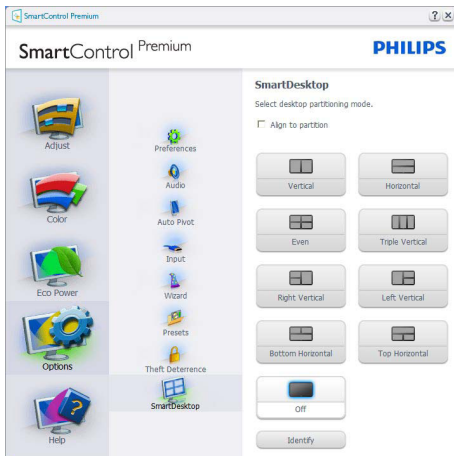 SmartControl Premium
? x
SmartControl Premium
PHILIPS
Adjust
Color
Eco Power
Options
Help
Preferences
Audio
Auto Pivot
Input
Wizard
Presets
Theft Deterrence
SmartDesktop
SmartDesktop
Select desktop partitioning mode.
Align to partition
Vertical
Horizontal
Even
Triple Vertical
Right Vertical
Left Vertical
Bottom Horizontal
Top Horizontal
Off
Identify